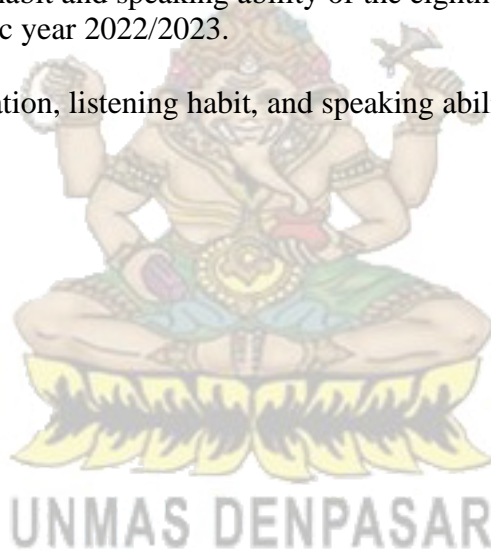 habit and speaking ability of the eighth
c year 2022/2023.
ation, listening habit, and speaking abil
UNMAS DENPASAR